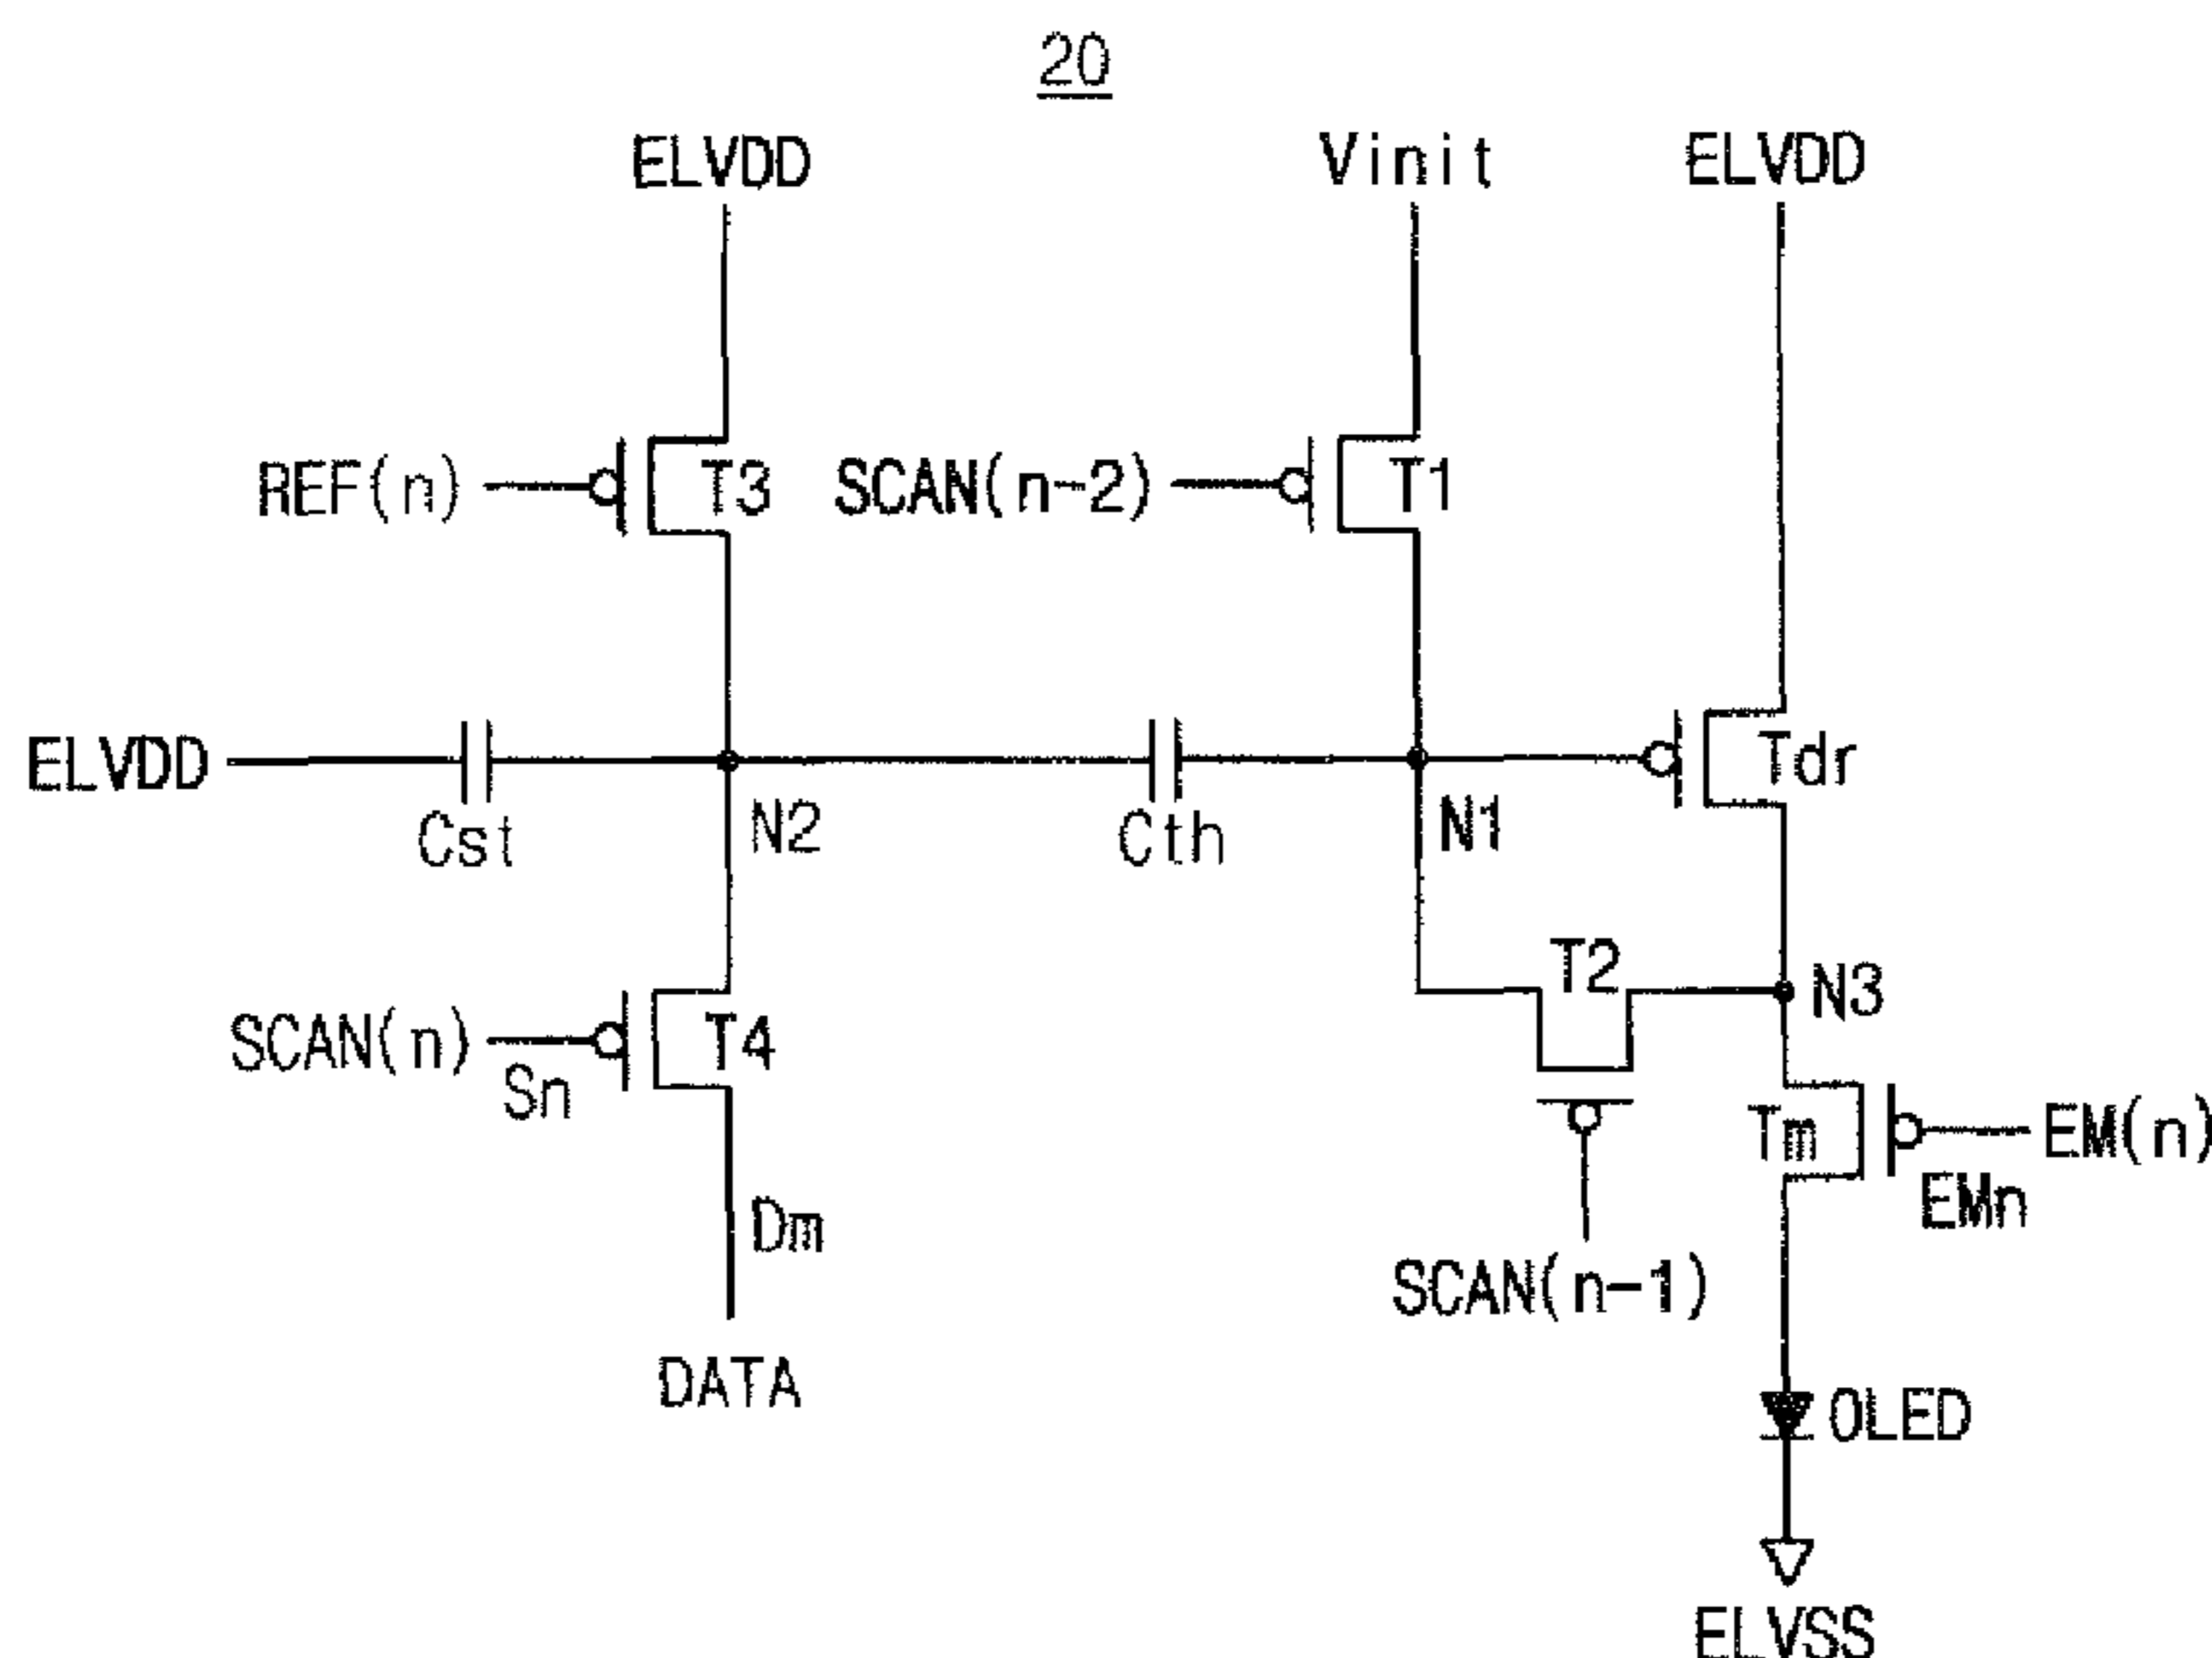 20
ELVDD
Vinit
ELVDD
REF(n)
T3
SCAN(n-2)
T1
ELVDD
Cst
N2
Cth
N1
Tdr
T2
N3
SCAN(n)
Sn
T4
Tm
EM(n)
EMn
Dm
SCAN(n-1)
DATA
OLED
ELVSS